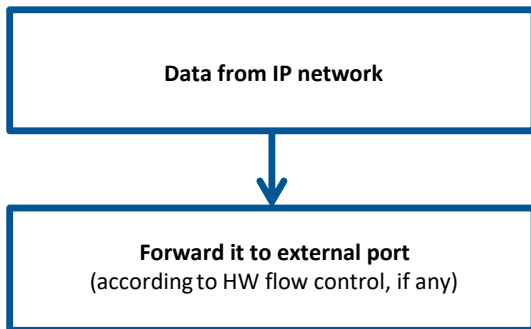 Data from IP network
Forward it to external port
(according to HW flow control, if any)